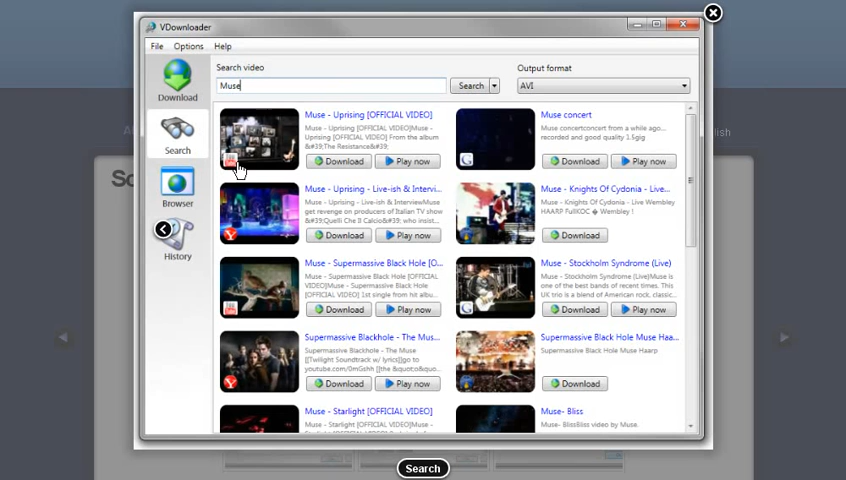 VDownloader
File Options Help
Search video
Output format
Muse
Search
AVI
Download
Search
Browser
History
Muse - Uprising [OFFICIAL VIDEO]
Muse - Uprising [OFFICIAL VIDEO]Muse
- Uprising [OFFICIAL VIDEO] From the album
&#39;The Resistance&#39;
Download Play now
Muse concert
Muse concertconcert from a while ago...
recorded and good quality 1.5gig
Download Play now
Muse - Uprising - Live-ish & Intervi...
Muse - Uprising - Live-ish & InterviewMuse
get revenge on producers of Italian TV show
&#39;Quelli Che Il Calcio&#39; who insist...
Download Play now
Muse - Knights Of Cydonia - Live...
Muse - Knights Of Cydonia - Live Wembley
HAARP FullKOC � Wembley !
Download
Muse - Supermassive Black Hole [O...
Muse - Supermassive Black Hole [OFFICIAL
VIDEO]Muse - Supermassive Black Hole
[OFFICIAL VIDEO] 1st single from hit album...
Download Play now
Muse - Stockholm Syndrome (Live)
Muse - Stockholm Syndrome (Live)Muse is
one of the best bands of recent times. This
UK trio is a blend of American rock, classic...
Download Play now
Supermassive Blackhole - The Mus...
Supermassive Blackhole - The Muse
[[Twilight Soundtrack w/ lyrics]]go to
youtube.com/0mGshh [[the &quot;o&quot;
Download Play now
Supermassive Black Hole Muse Haa...
Supermassive Black Hole Muse Haarp
Download
Muse - Starlight [OFFICIAL VIDEO]
Muse - Starlight [OFFICIAL VIDEO]Muse -
Muse- Bliss
Muse- BlissBliss video by Muse.
Search